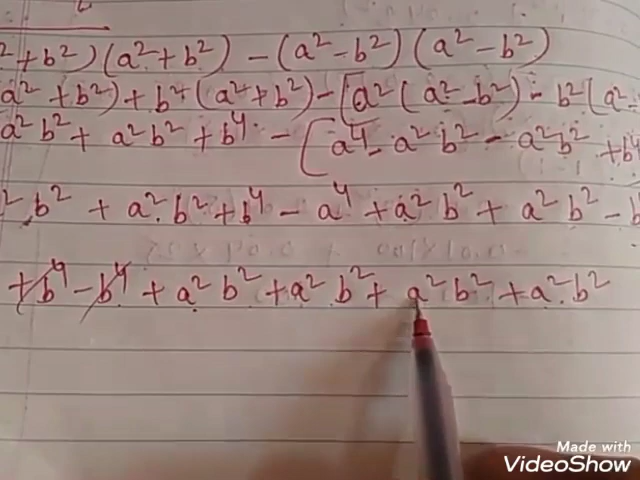 ²+b²)(a²+b²)-(a²-b²)(a²-b²)
a²+b²)+b²(a²+b²)-[a²(a²-b²)-b²(a²
a²b²+a²b²+b⁴-[a⁴-a²b²-a²b²+b⁴
²b²+a²b²+b⁴-a⁴+a²b²+a²b²-b
+b⁴-b⁴+a²b²+a²b²+a²b²+a²b²
Made with
VideoShow